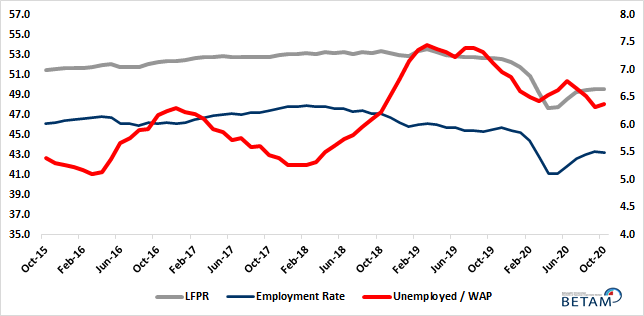 57.0
55.0
53.0
51.0
49.0
47.0
45.0
43.0
41.0
39.0
37.0
35.0
8.0
7.5
7.0
6.5
6.0
5.5
5.0
4.5
4.0
Oct-15
Feb-16
Jun-16
Oct-16
Feb-17
Jun-17
Oct-17
Feb-18
Jun-18
Oct-18
Feb-19
Jun-19
Oct-19
Feb-20
Jun-20
Oct-20
LFPR
Employment Rate
Unemployed / WAP
BETAM